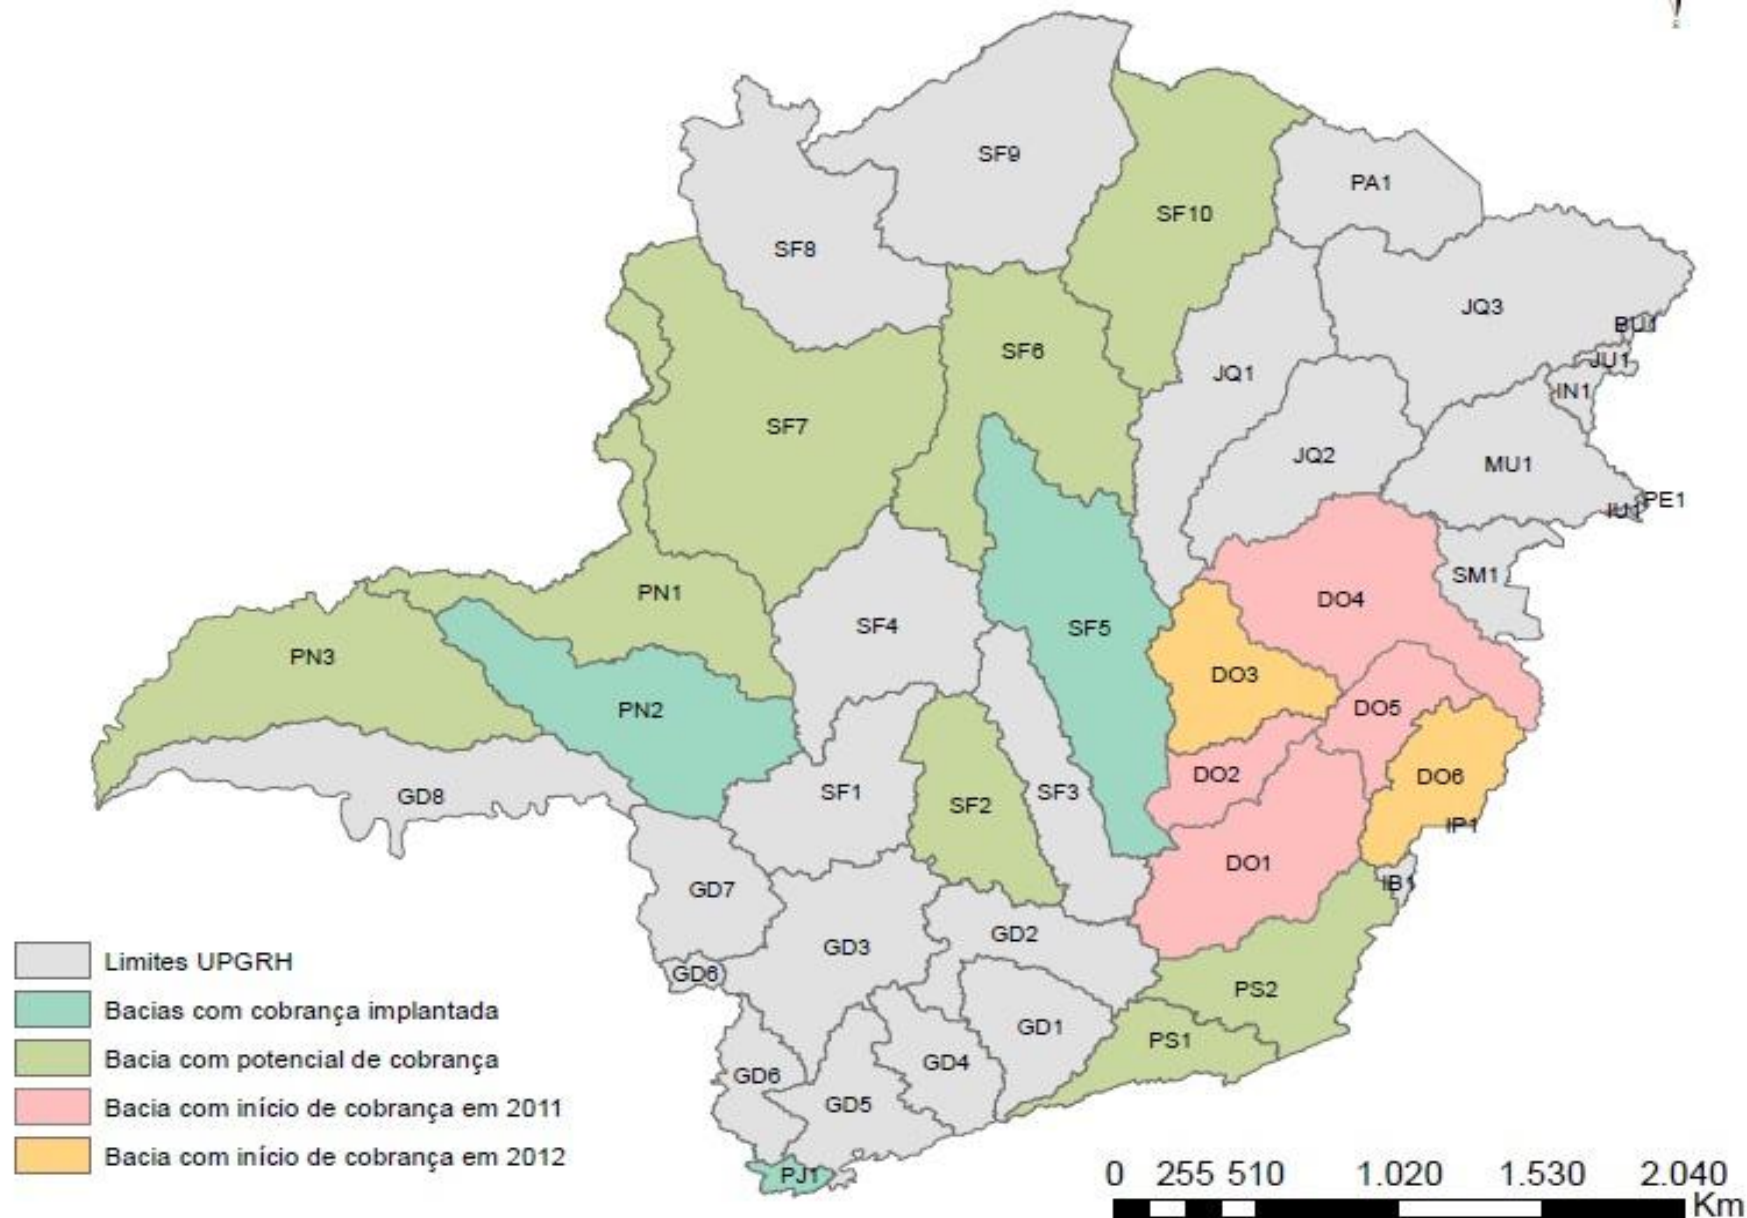 SF9
PA1
SF10
SF8
JQ3
BU1
SF6
JU1
JQ1
IN1
SF7
JQ2
MU1
PE1
IU1
SM1
PN1
DO4
SF4
SF5
PN3
DO3
PN2
DO5
DO2
DO6
SF1
SF3
GD8
SF2
IP1
DO1
IB1
GD7
GD2
GD3
GD6
PS2
GD1
PS1
GD4
GD6
GD5
PJ1
Limites UPGRH
Bacias com cobrança implantada
Bacia com potencial de cobrança
Bacia com início de cobrança em 2011
Bacia com início de cobrança em 2012
0 255 510 1.020 1.530 2.040
Km